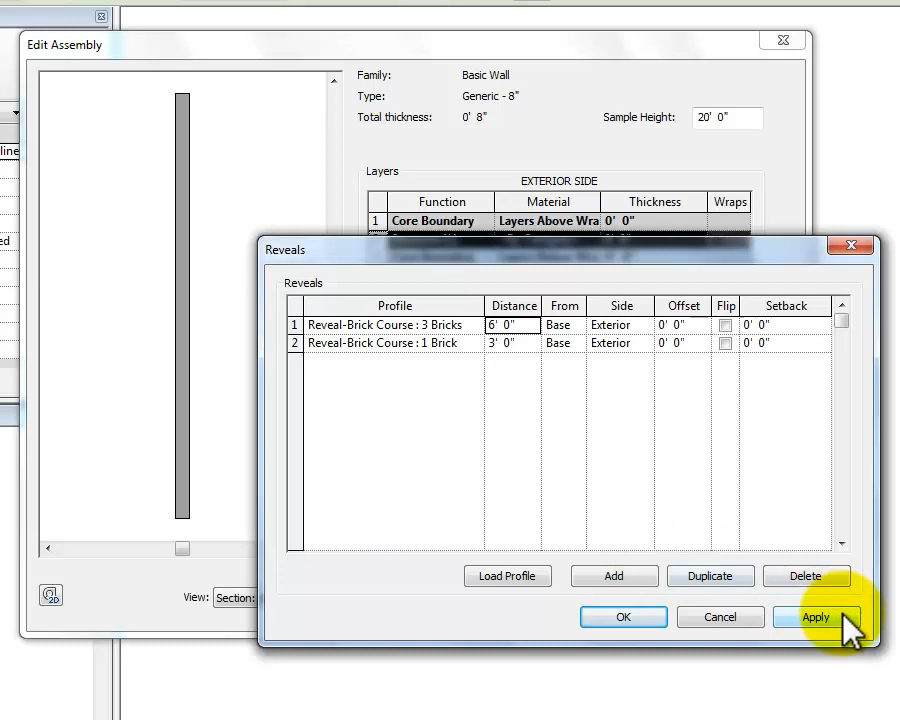 Edit Assembly
Family: Basic Wall
Type: Generic - 8"
Total thickness: 0' 8" Sample Height: 20' 0"
Layers
EXTERIOR SIDE
Function Material Thickness Wraps
1 Core Boundary Layers Above Wra 0' 0"
line
ed
Reveals
Reveals
Profile Distance From Side Offset Flip Setback
1 Reveal-Brick Course : 3 Bricks 6' 0" Base Exterior 0' 0" 0' 0"
2 Reveal-Brick Course : 1 Brick 3' 0" Base Exterior 0' 0" 0' 0"
Load Profile Add Duplicate Delete
2D View: Section:
OK Cancel Apply